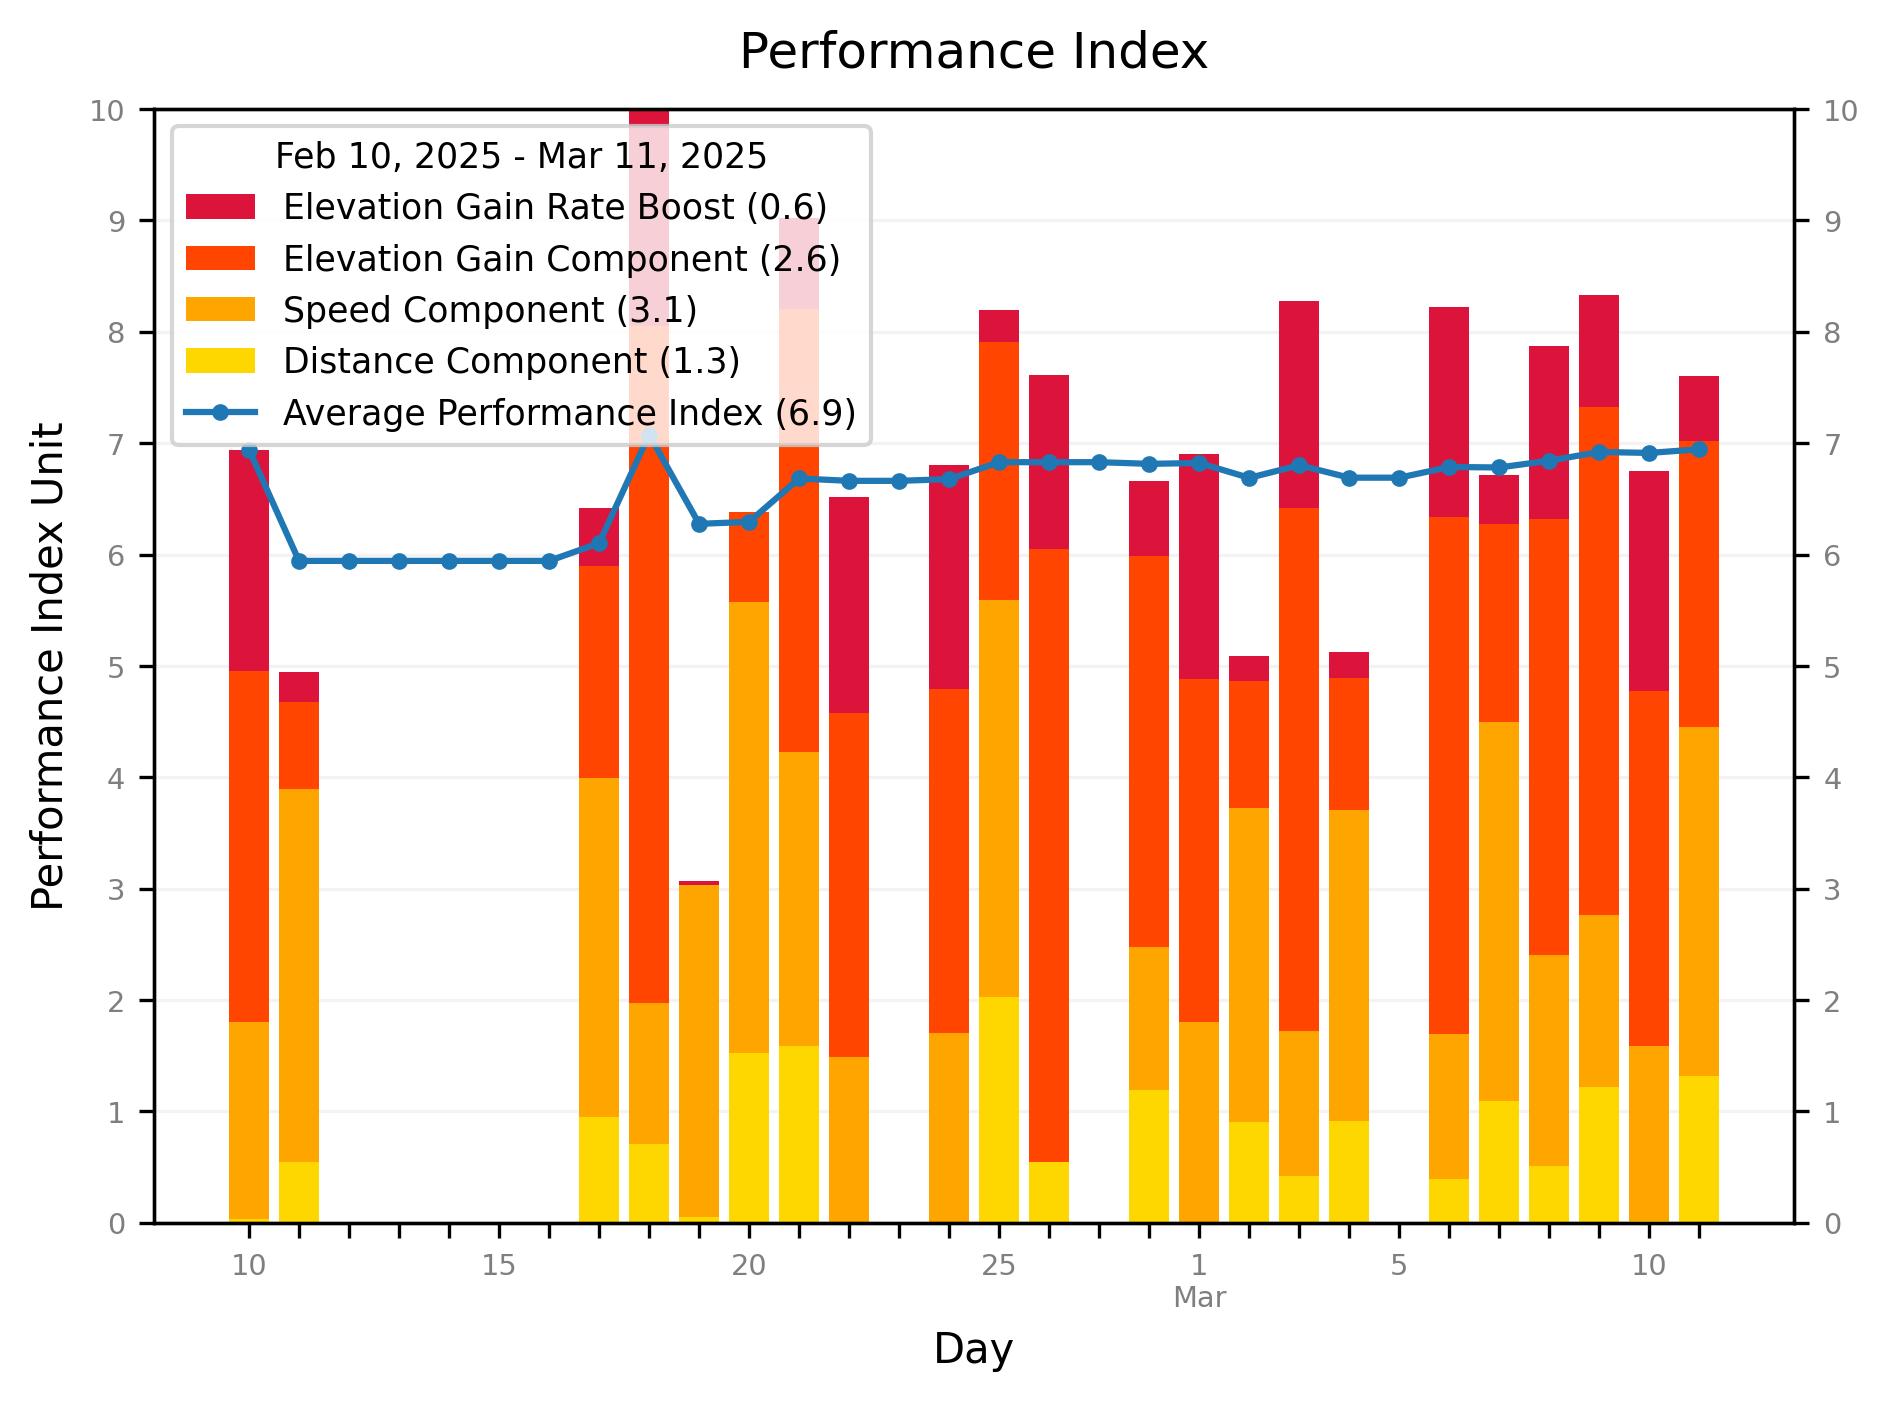 Performance Index
10
9
8
7
6
5
4
3
2
1
0
Performance Index Unit
Feb 10, 2025 - Mar 11, 2025
Elevation Gain Rate Boost (0.6)
Elevation Gain Component (2.6)
Speed Component (3.1)
Distance Component (1.3)
Average Performance Index (6.9)
10
9
8
7
6
5
4
3
2
1
0
10 15 20 25 1 5 10
Mar
Day